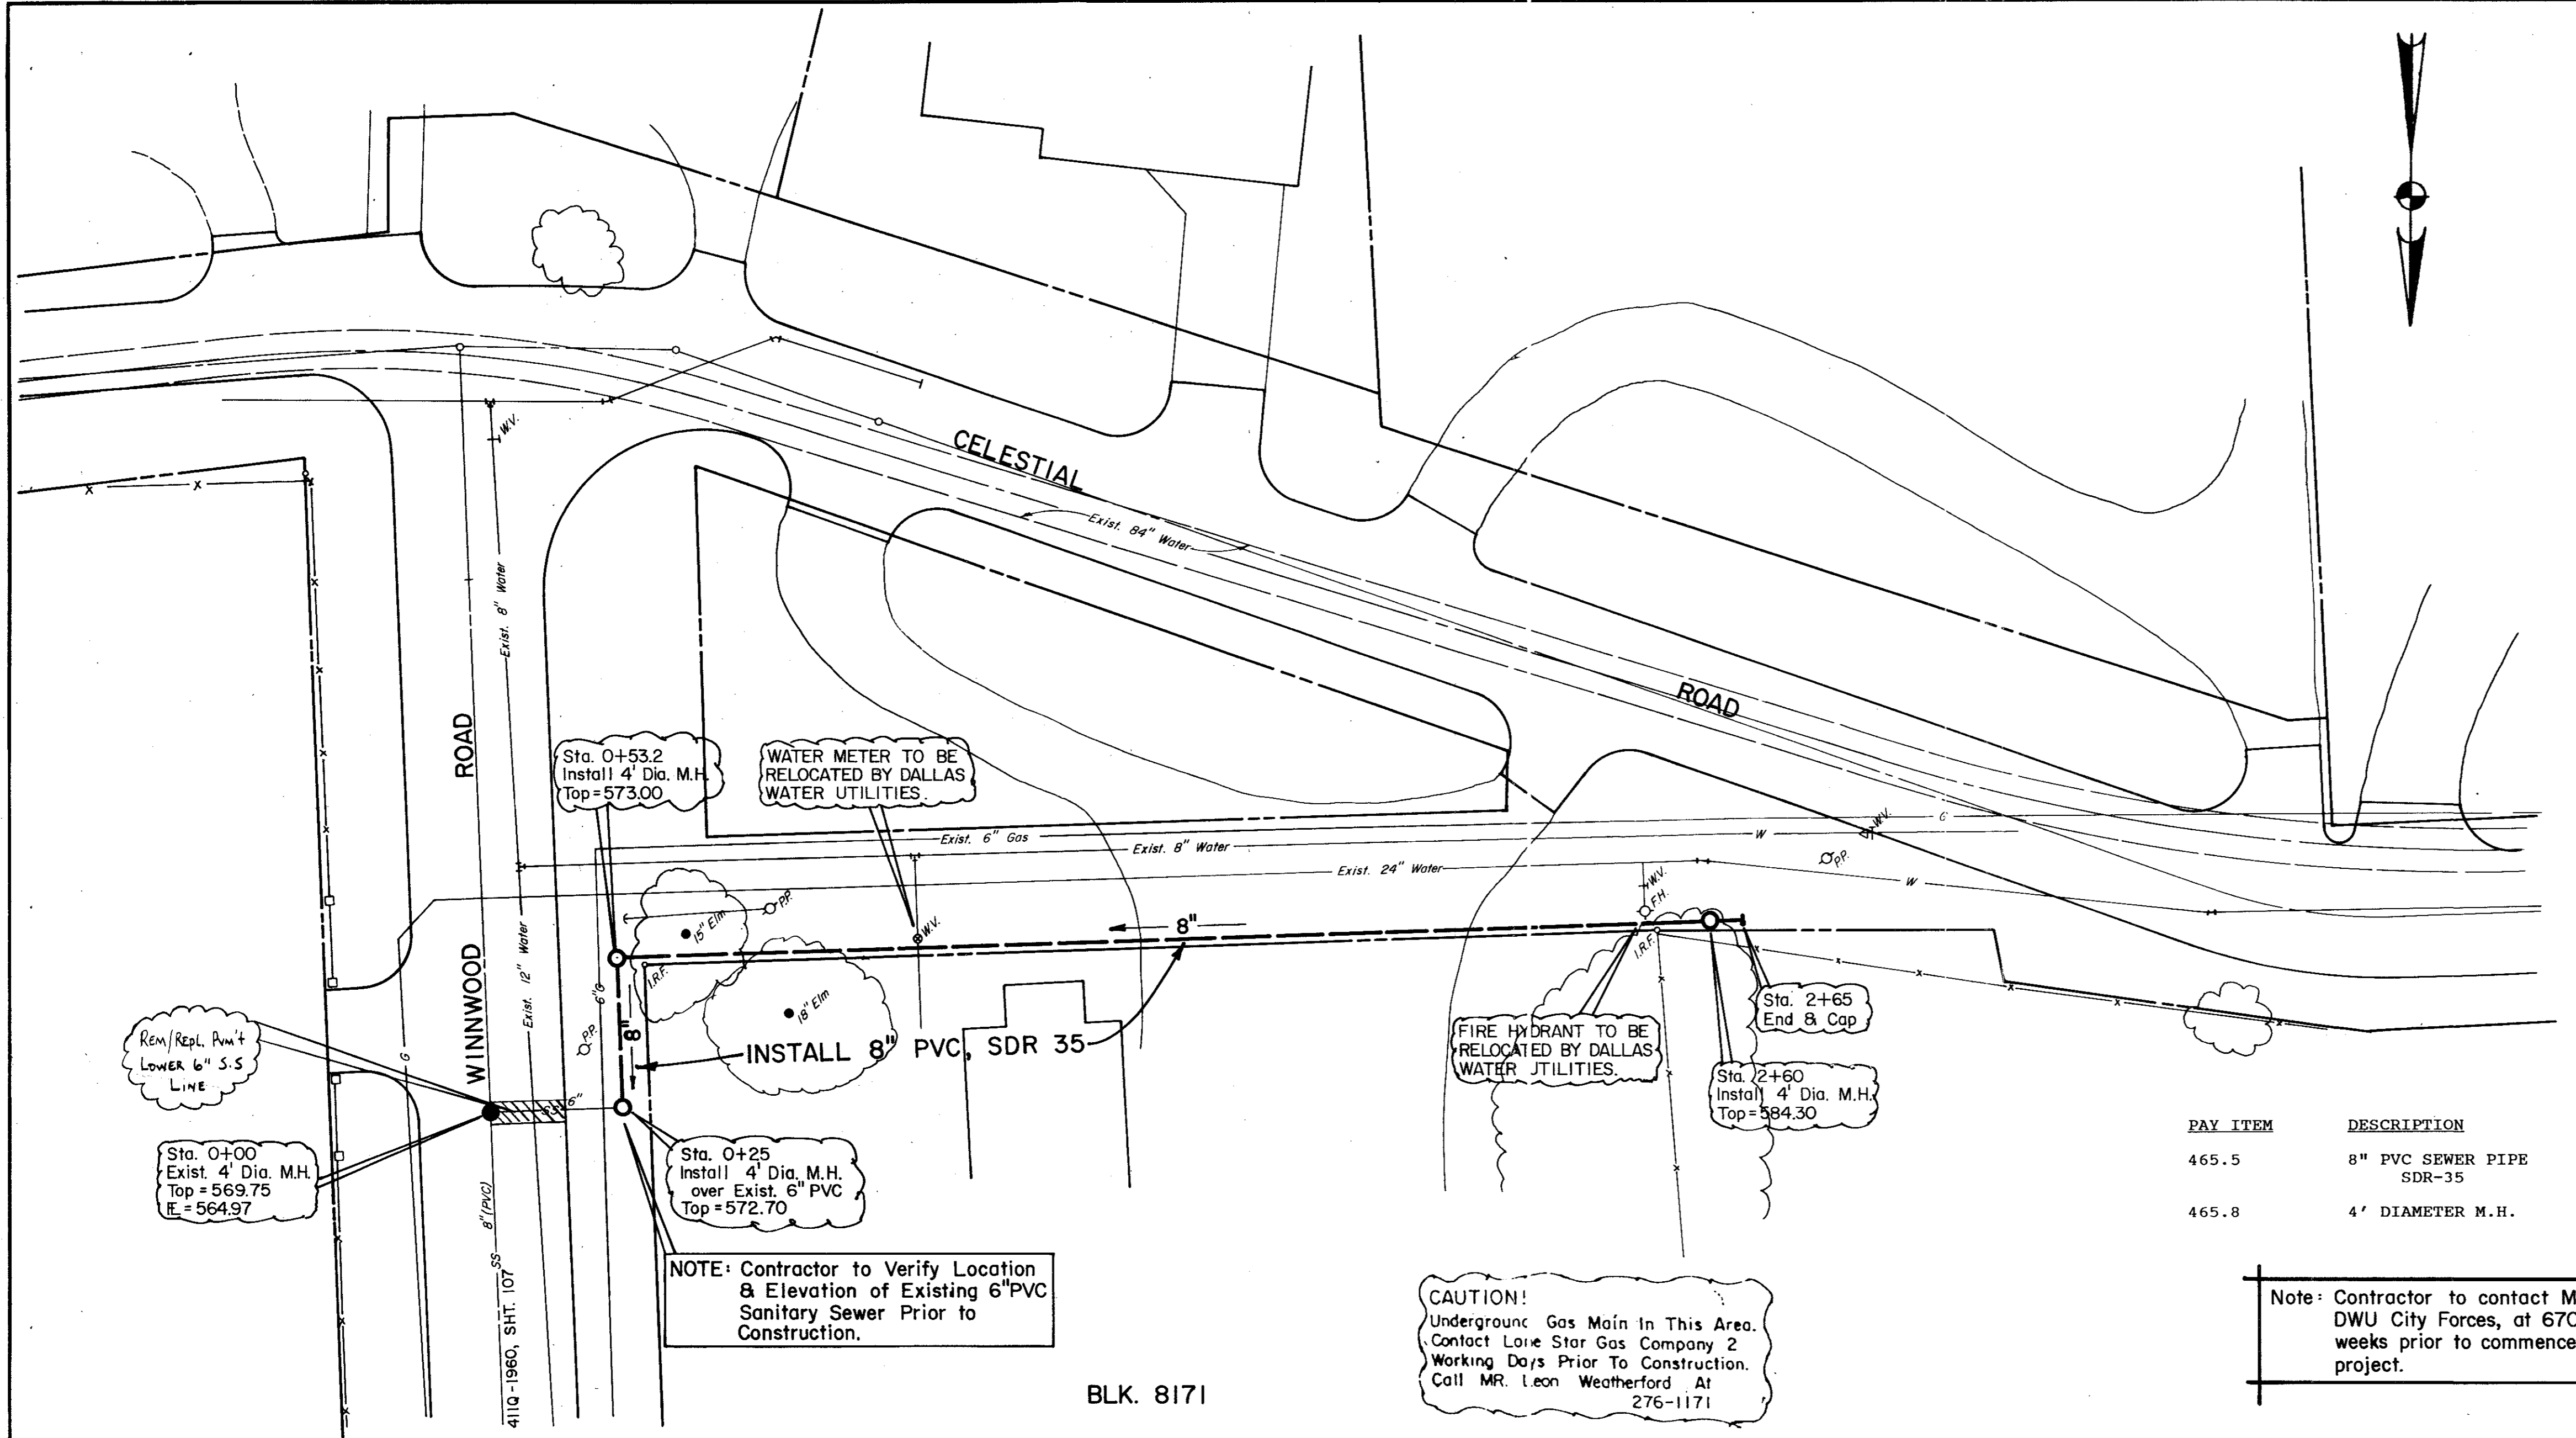 W.V.
CELESTIAL
Exist. 84" Water
Exist. 8" Water
ROAD
ROAD
Sta. 0+53.2
Install 4' Dia. M.H.
Top=573.00
WATER METER TO BE
RELOCATED BY DALLAS
WATER UTILITIES.
Exist. 6" Gas
Exist. 8" Water
Exist. 24" Water
W
G
W.V.
P.P.
W
W.V.
F.H.
15" Elm
P.P.
W.V.
8"
I.R.F.
I.R.F.
18" Elm
WINNWOOD
Exist. 12" Water
6"G
P.P.
8"
INSTALL 8" PVC, SDR 35
FIRE HYDRANT TO BE
RELOCATED BY DALLAS
WATER UTILITIES.
Sta. 2+65
End & Cap
Sta. 2+60
Install 4' Dia. M.H.
Top=584.30
REM/REPL. PVM'T
LOWER 6" S.S
LINE
G
SS 6"
Sta. 0+00
Exist. 4' Dia. M.H.
Top=569.75
FL=564.97
Sta. 0+25
Install 4' Dia. M.H.
over Exist. 6" PVC
Top=572.70
8"(PVC)
SS
411Q-1960, SHT. 107
NOTE: Contractor to Verify Location
& Elevation of Existing 6"PVC
Sanitary Sewer Prior to
Construction.
PAY ITEM DESCRIPTION
465.5 8" PVC SEWER PIPE
SDR-35
465.8 4' DIAMETER M.H.
CAUTION!
Underground Gas Main In This Area.
Contact Lone Star Gas Company 2
Working Days Prior To Construction.
Call MR. Leon Weatherford At
276-1171
Note: Contractor to contact M
DWU City Forces, at 670
weeks prior to commence
project.
BLK. 8171